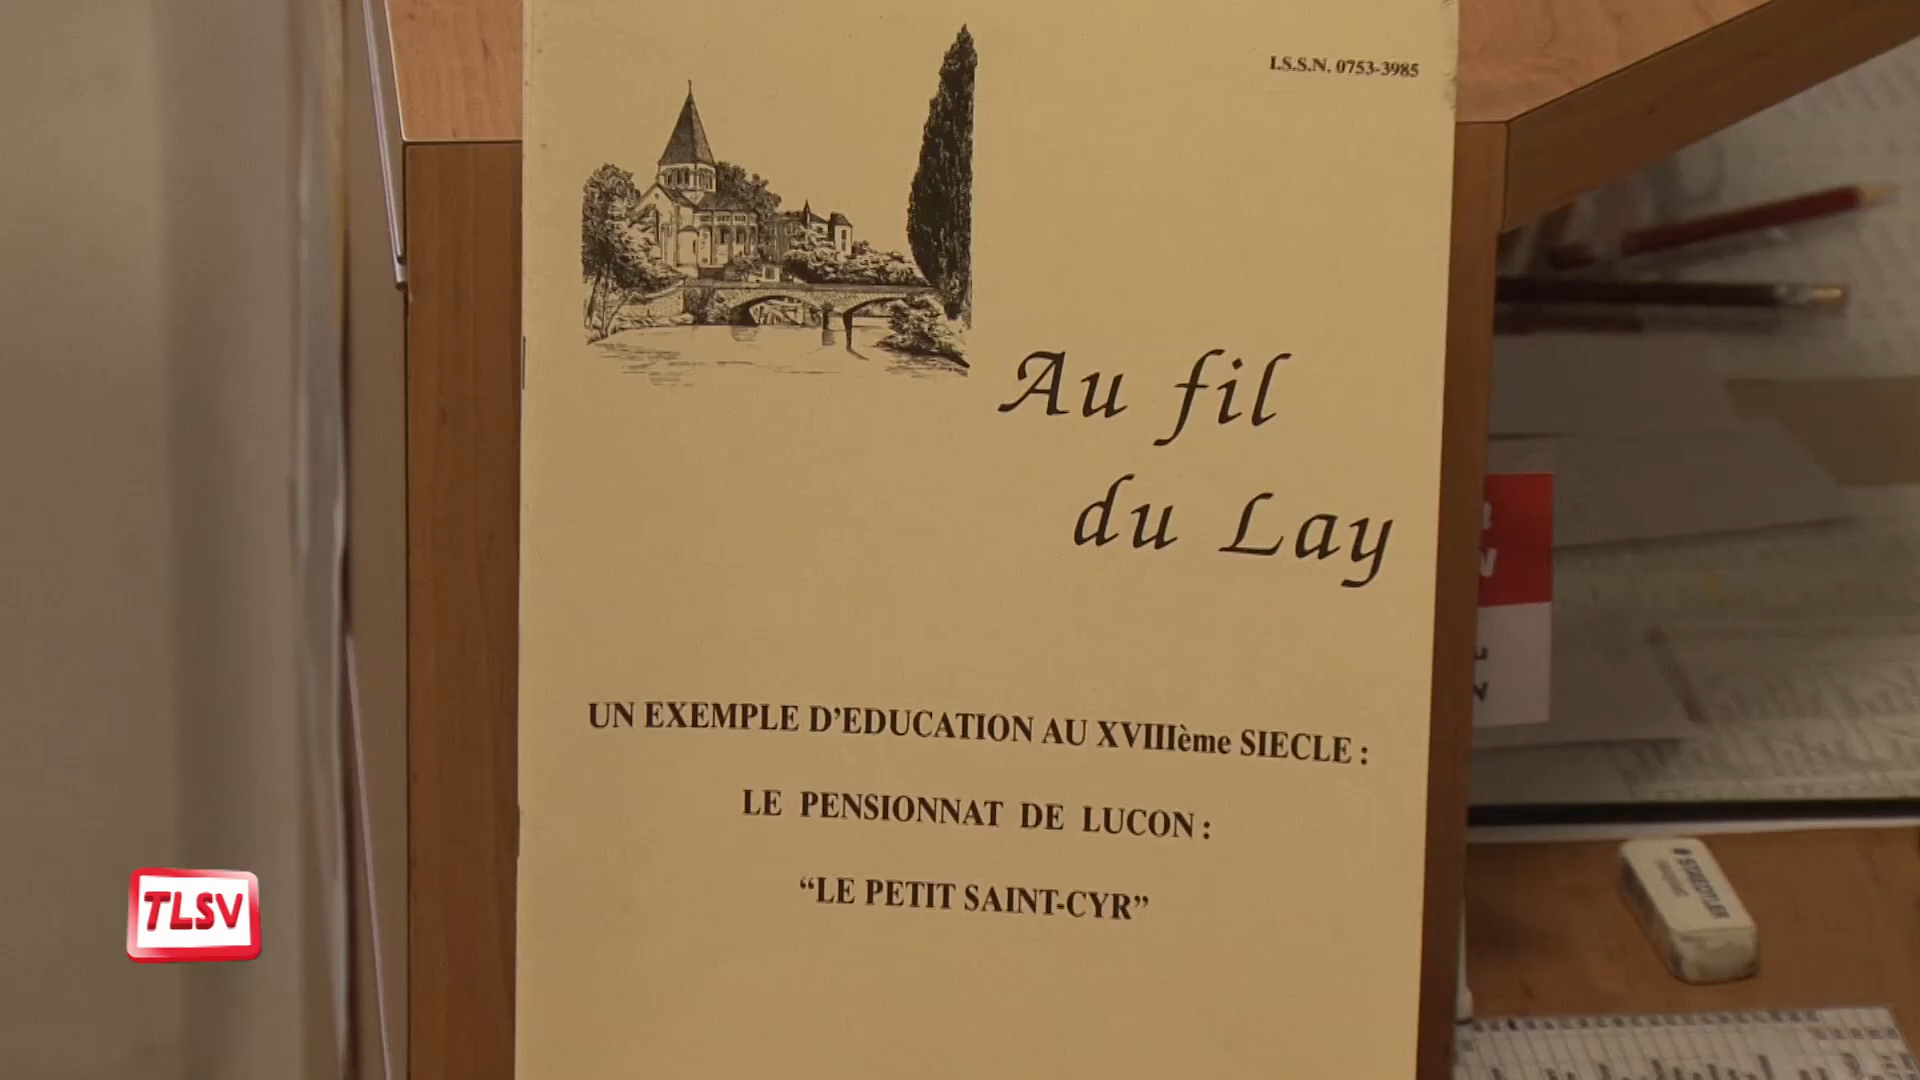 I.S.S.N. 0753-3985
Au fil
du Lay
UN EXEMPLE D'EDUCATION AU XVIIIème SIECLE :
LE PENSIONNAT DE LUCON :
“LE PETIT SAINT-CYR”
TLSV
STAEDTLER